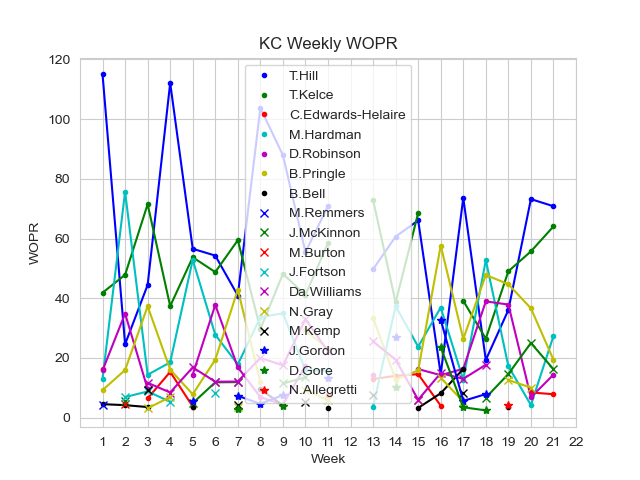 KC Weekly WOPR
120
100
80
60
40
20
0
WOPR
T.Hill
T.Kelce
C.Edwards-Helaire
M.Hardman
D.Robinson
B.Pringle
B.Bell
M.Remmers
J.McKinnon
M.Burton
J.Fortson
Da.Williams
N.Gray
M.Kemp
J.Gordon
D.Gore
N.Allegretti
1 2 3 4 5 6 7 8 9 10 11 12 13 14 15 16 17 18 19 20 21 22
Week